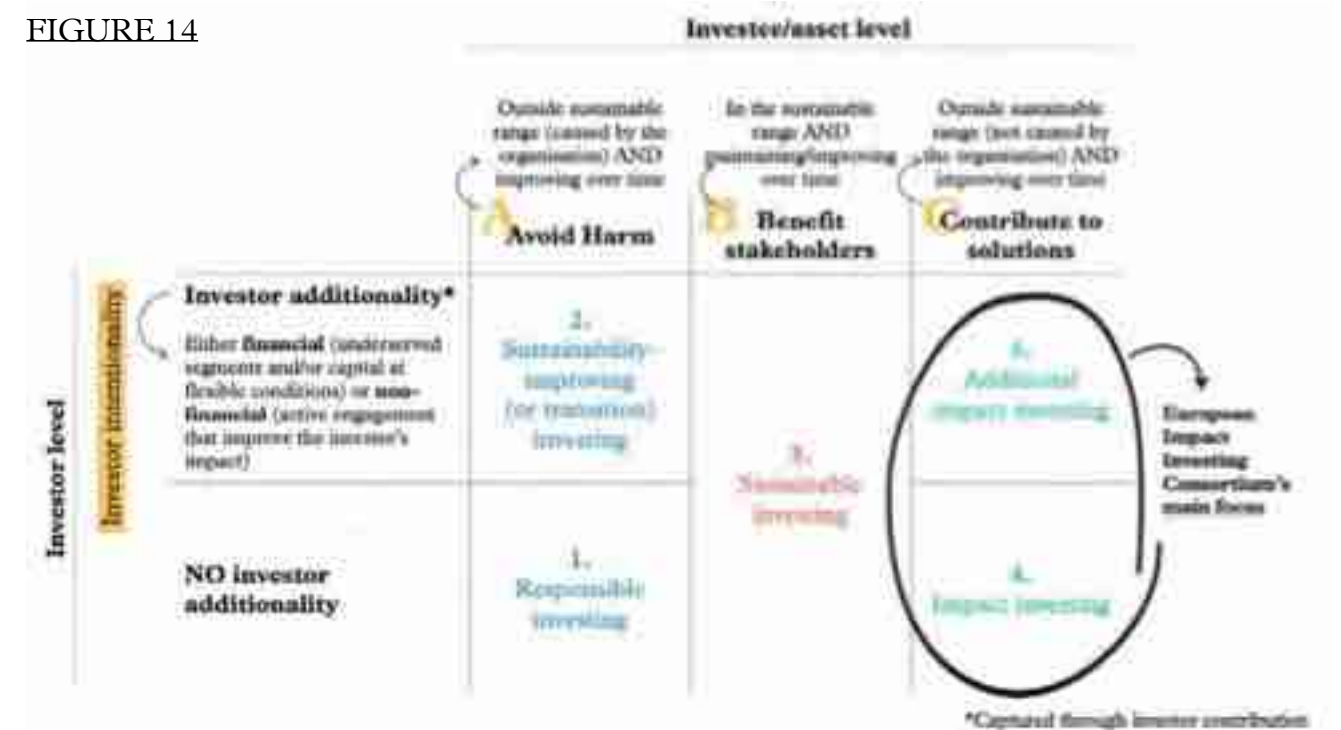 FIGURE 14
Investee/asset level
Outside sustainable
range (caused by the
organisation) AND
improving over time
In the sustainable
range AND
maintaining/improving
over time
Outside sustainable
range (not caused by
the organisation) AND
improving over time
A
Avoid Harm
B
Benefit
stakeholders
C
Contribute to
solutions
Investor level
Investor intentionality
Investor additionality*
Either financial (underserved
segments and/or capital at
flexible conditions) or non-
financial (active engagement
that improve the investee's
impact)
NO investor
additionality
2.
Sustainability-
improving
(or transition)
investing
1.
Responsible
investing
3.
Sustainable
investing
5.
Additional
impact investing
4.
Impact investing
European
Impact
Investing
Consortium's
main focus
*Captured through investor contribution